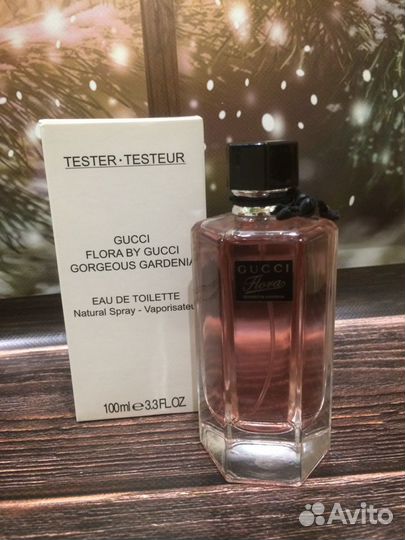 TESTER·TESTEUR
GUCCI
FLORA BY GUCCI
GORGEOUS GARDENIA
EAU DE TOILETTE
Natural Spray - Vaporisateur
100ml ℮ 3.3 FL.OZ
GUCCI
Flora
Avito